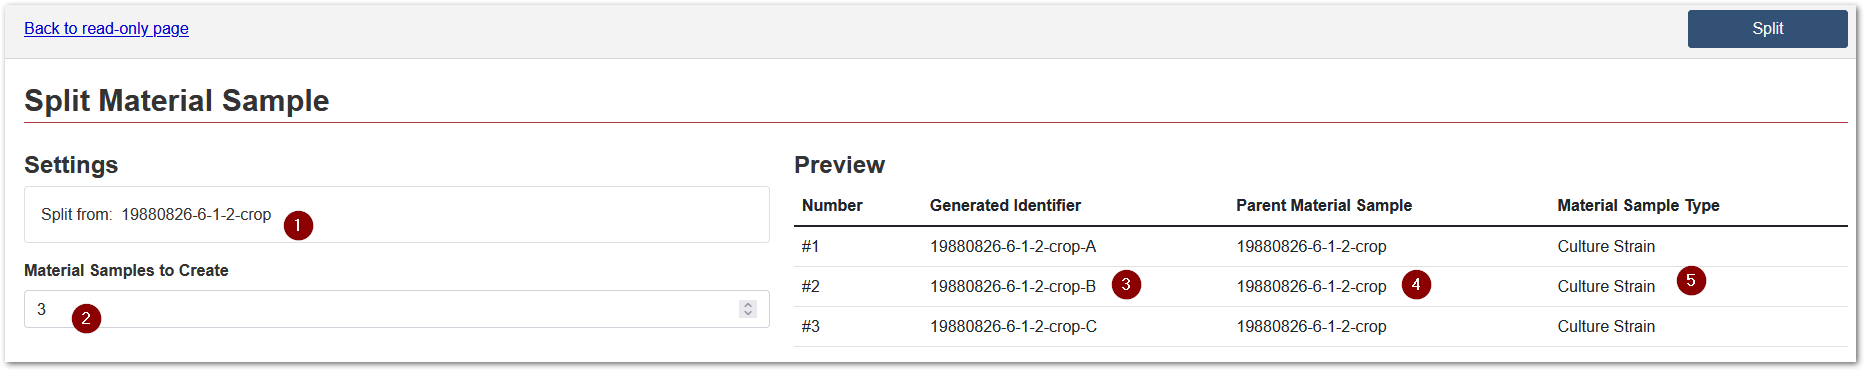 Back to read-only page
Split
Split Material Sample
Settings
Split from: 19880826-6-1-2-crop
1
Material Samples to Create
3
2
Preview
Number Generated Identifier Parent Material Sample Material Sample Type
#1 19880826-6-1-2-crop-A 19880826-6-1-2-crop Culture Strain
#2 19880826-6-1-2-crop-B 3 19880826-6-1-2-crop 4 Culture Strain 5
#3 19880826-6-1-2-crop-C 19880826-6-1-2-crop Culture Strain